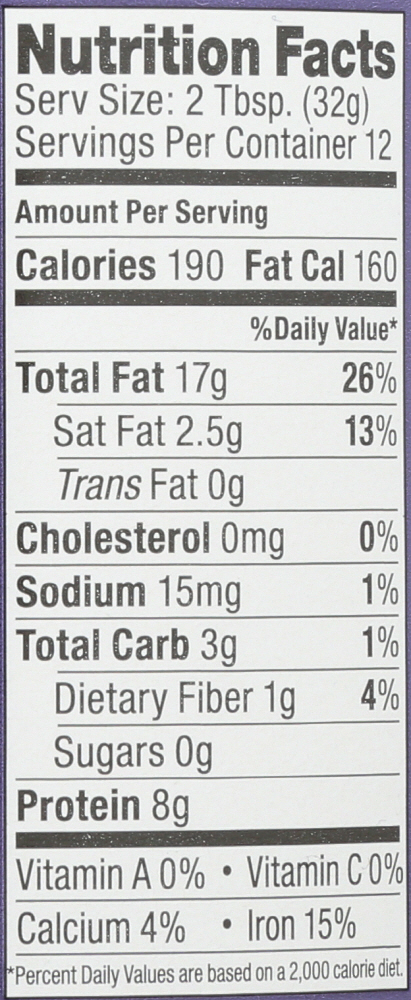 Nutrition Facts
Serv Size: 2 Tbsp. (32g)
Servings Per Container 12
Amount Per Serving
Calories 190 Fat Cal 160
%Daily Value*
Total Fat 17g 26%
Sat Fat 2.5g 13%
Trans Fat 0g
Cholesterol 0mg 0%
Sodium 15mg 1%
Total Carb 3g 1%
Dietary Fiber 1g 4%
Sugars 0g
Protein 8g
Vitamin A 0% • Vitamin C 0%
Calcium 4% • Iron 15%
*Percent Daily Values are based on a 2,000 calorie diet.